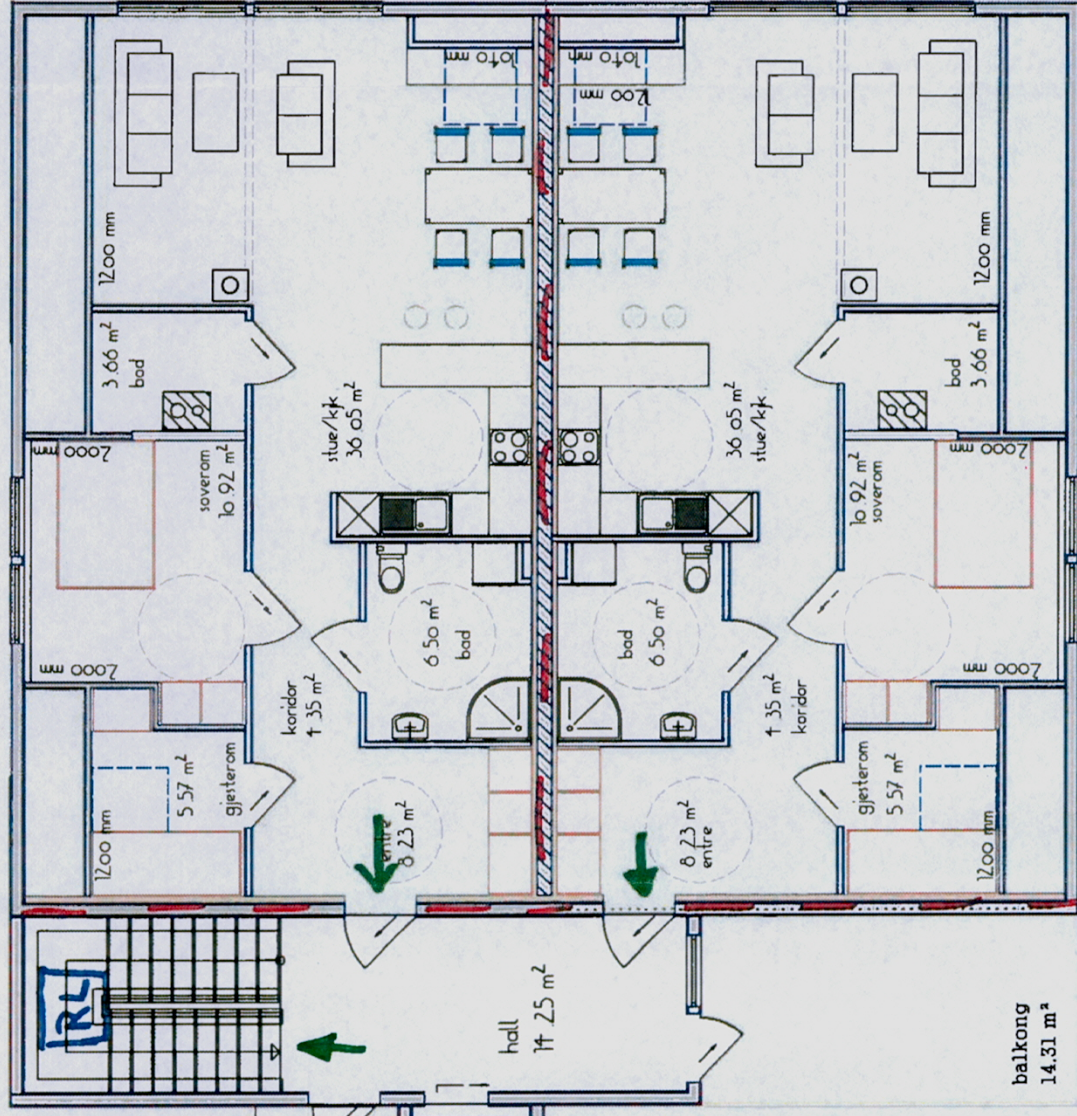 1040 mm
1040 mm
1200 mm
1200 mm
3.66 m²
bod
2000 mm
soverom
10.92 m²
stue/kjk.
36.05 m²
2000 mm
6.50 m²
bad
koridor
4.35 m²
5.57 m²
gjesterom
1200 mm
entre
8.23 m²
1200 mm
bod
3.66 m²
36.05 m²
stue/kjk.
2000 mm
10.92 m²
soverom
bad
6.50 m²
2000 mm
4.35 m²
koridor
gjesterom
5.57 m²
1200 mm
8.23 m²
entre
RL
hall
14.25 m²
balkong
14.31 m²